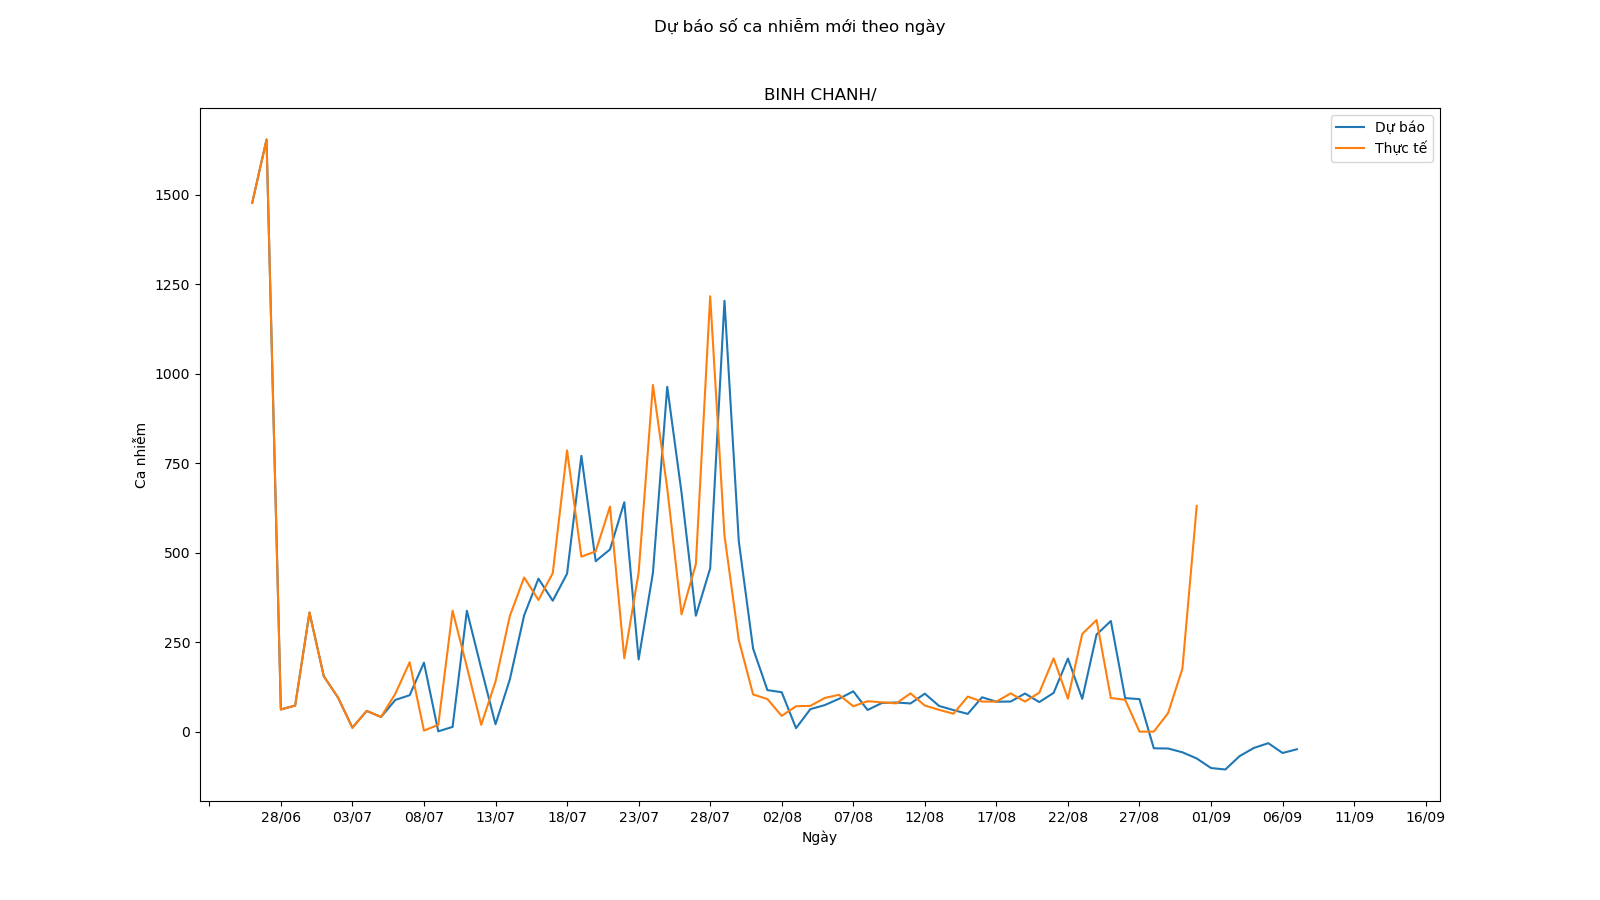 Dự báo số ca nhiễm mới theo ngày
BINH CHANH/
Dự báo
Thực tế
1500
1250
1000
750
500
250
0
Ca nhiễm
28/06 03/07 08/07 13/07 18/07 23/07 28/07 02/08 07/08 12/08 17/08 22/08 27/08 01/09 06/09 11/09 16/09
Ngày